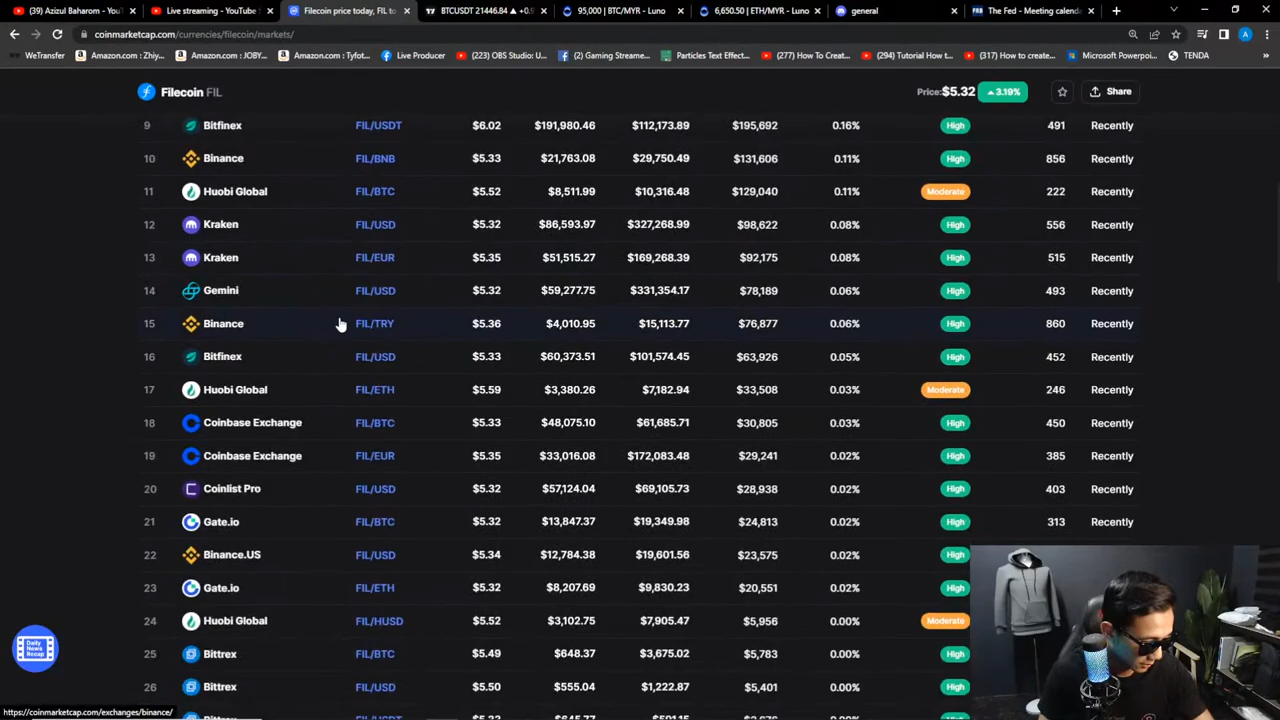 (39) Azizul Baharom - YouT
Live streaming - YouTube
Filecoin price today, FIL to
BTCUSDT 21446.84 ▲ +0.9
95,000 | BTC/MYR - Luno
6,650.50 | ETH/MYR - Luno
general
The Fed - Meeting calenda
coinmarketcap.com/currencies/filecoin/markets/
WeTransfer
Amazon.com : Zhiy...
Amazon.com : JOBY...
Amazon.com : Tyfot...
Live Producer
(223) OBS Studio: U...
(2) Gaming Streame...
Particles Text Effect...
(277) How To Creat...
(294) Tutorial How t...
(317) How to create...
Microsoft Powerpoi...
TENDA
Filecoin FIL
Price: $5.32 3.19%
Share
9 Bitfinex FIL/USDT $6.02 $191,980.46 $112,173.89 $195,692 0.16% High 491 Recently
10 Binance FIL/BNB $5.33 $21,763.08 $29,750.49 $131,606 0.11% High 856 Recently
11 Huobi Global FIL/BTC $5.52 $8,511.99 $10,316.48 $129,040 0.11% Moderate 222 Recently
12 Kraken FIL/USD $5.32 $86,593.97 $327,268.99 $98,622 0.08% High 556 Recently
13 Kraken FIL/EUR $5.35 $51,515.27 $169,268.39 $92,175 0.08% High 515 Recently
14 Gemini FIL/USD $5.32 $59,277.75 $331,354.17 $78,189 0.06% High 493 Recently
15 Binance FIL/TRY $5.36 $4,010.95 $15,113.77 $76,877 0.06% High 860 Recently
16 Bitfinex FIL/USD $5.33 $60,373.51 $101,574.45 $63,926 0.05% High 452 Recently
17 Huobi Global FIL/ETH $5.59 $3,380.26 $7,182.94 $33,508 0.03% Moderate 246 Recently
18 Coinbase Exchange FIL/BTC $5.33 $48,075.10 $61,685.71 $30,805 0.03% High 450 Recently
19 Coinbase Exchange FIL/EUR $5.35 $33,016.08 $172,083.48 $29,241 0.02% High 385 Recently
20 Coinlist Pro FIL/USD $5.32 $57,124.04 $69,105.73 $28,938 0.02% High 403 Recently
21 Gate.io FIL/BTC $5.32 $13,847.37 $19,349.98 $24,813 0.02% High 313 Recently
22 Binance.US FIL/USD $5.34 $12,784.38 $19,601.56 $23,575 0.02% High
23 Gate.io FIL/ETH $5.32 $8,207.69 $9,830.23 $20,551 0.02% High
24 Huobi Global FIL/HUSD $5.52 $3,102.75 $7,905.47 $5,956 0.00% Moderate
25 Bittrex FIL/BTC $5.49 $648.37 $3,675.02 $5,783 0.00% High
26 Bittrex FIL/USD $5.50 $555.04 $1,222.87 $5,401 0.00% High
Daily
News
Recap
https://coinmarketcap.com/exchanges/binance/